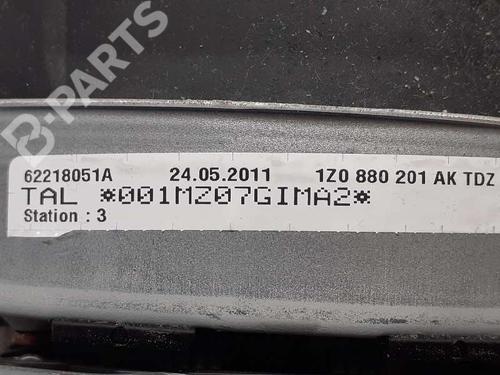 B-PARTS
62218051A 24.05.2011 1Z0 880 201 AK TDZ
TAL *001MZ07GIMA2*
Station : 3